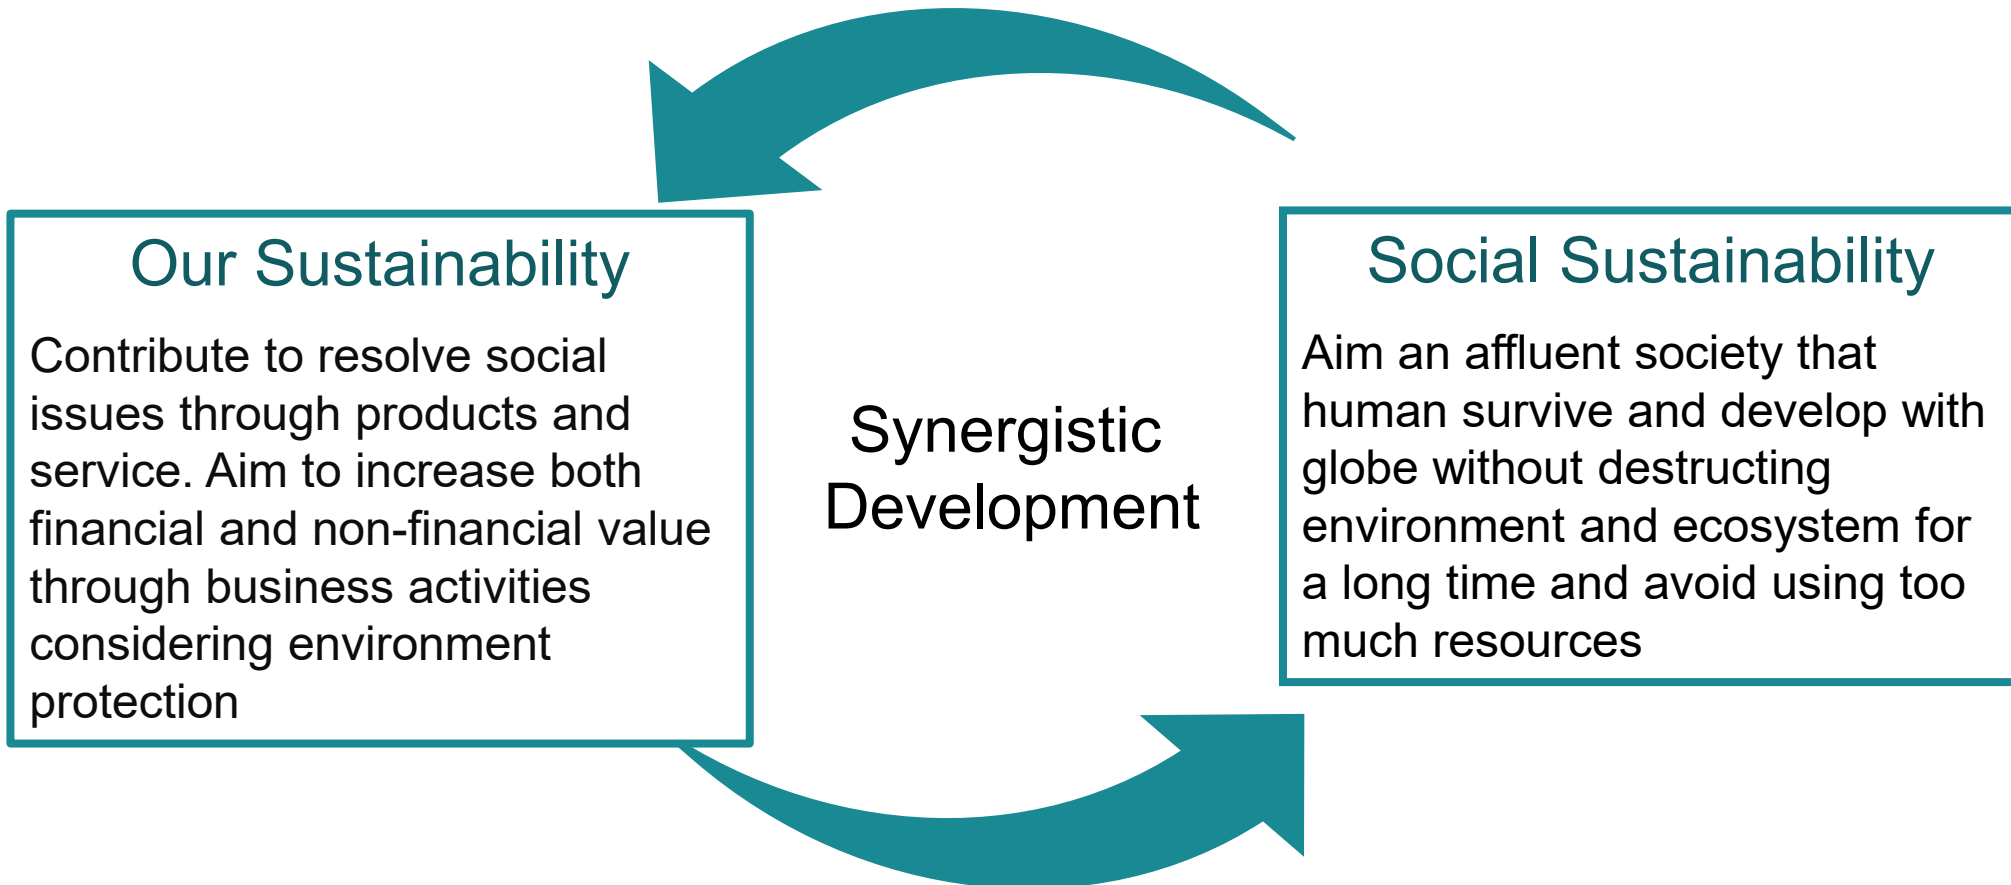 Our Sustainability
Contribute to resolve social
issues through products and
service. Aim to increase both
financial and non-financial value
through business activities
considering environment
protection
Synergistic
Development
Social Sustainability
Aim an affluent society that
human survive and develop with
globe without destructing
environment and ecosystem for
a long time and avoid using too
much resources